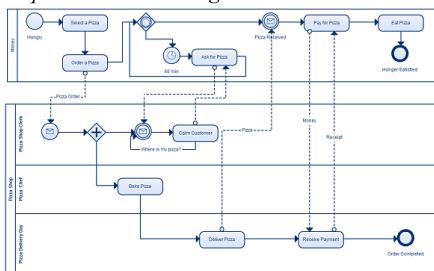 Money
Hungry
Select a Pizza
Order a Pizza
60 min
Ask for Pizza
Pizza Received
Pay for Pizza
Eat Pizza
Hunger Satisfied
Pizza Order
Pizza
Money
Receipt
Pizza Shop
Pizza Shop Clerk
Where is my pizza?
Calm Customer
Pizza Chef
Bake Pizza
Pizza Delivery Guy
Deliver Pizza
Receive Payment
Order Completed